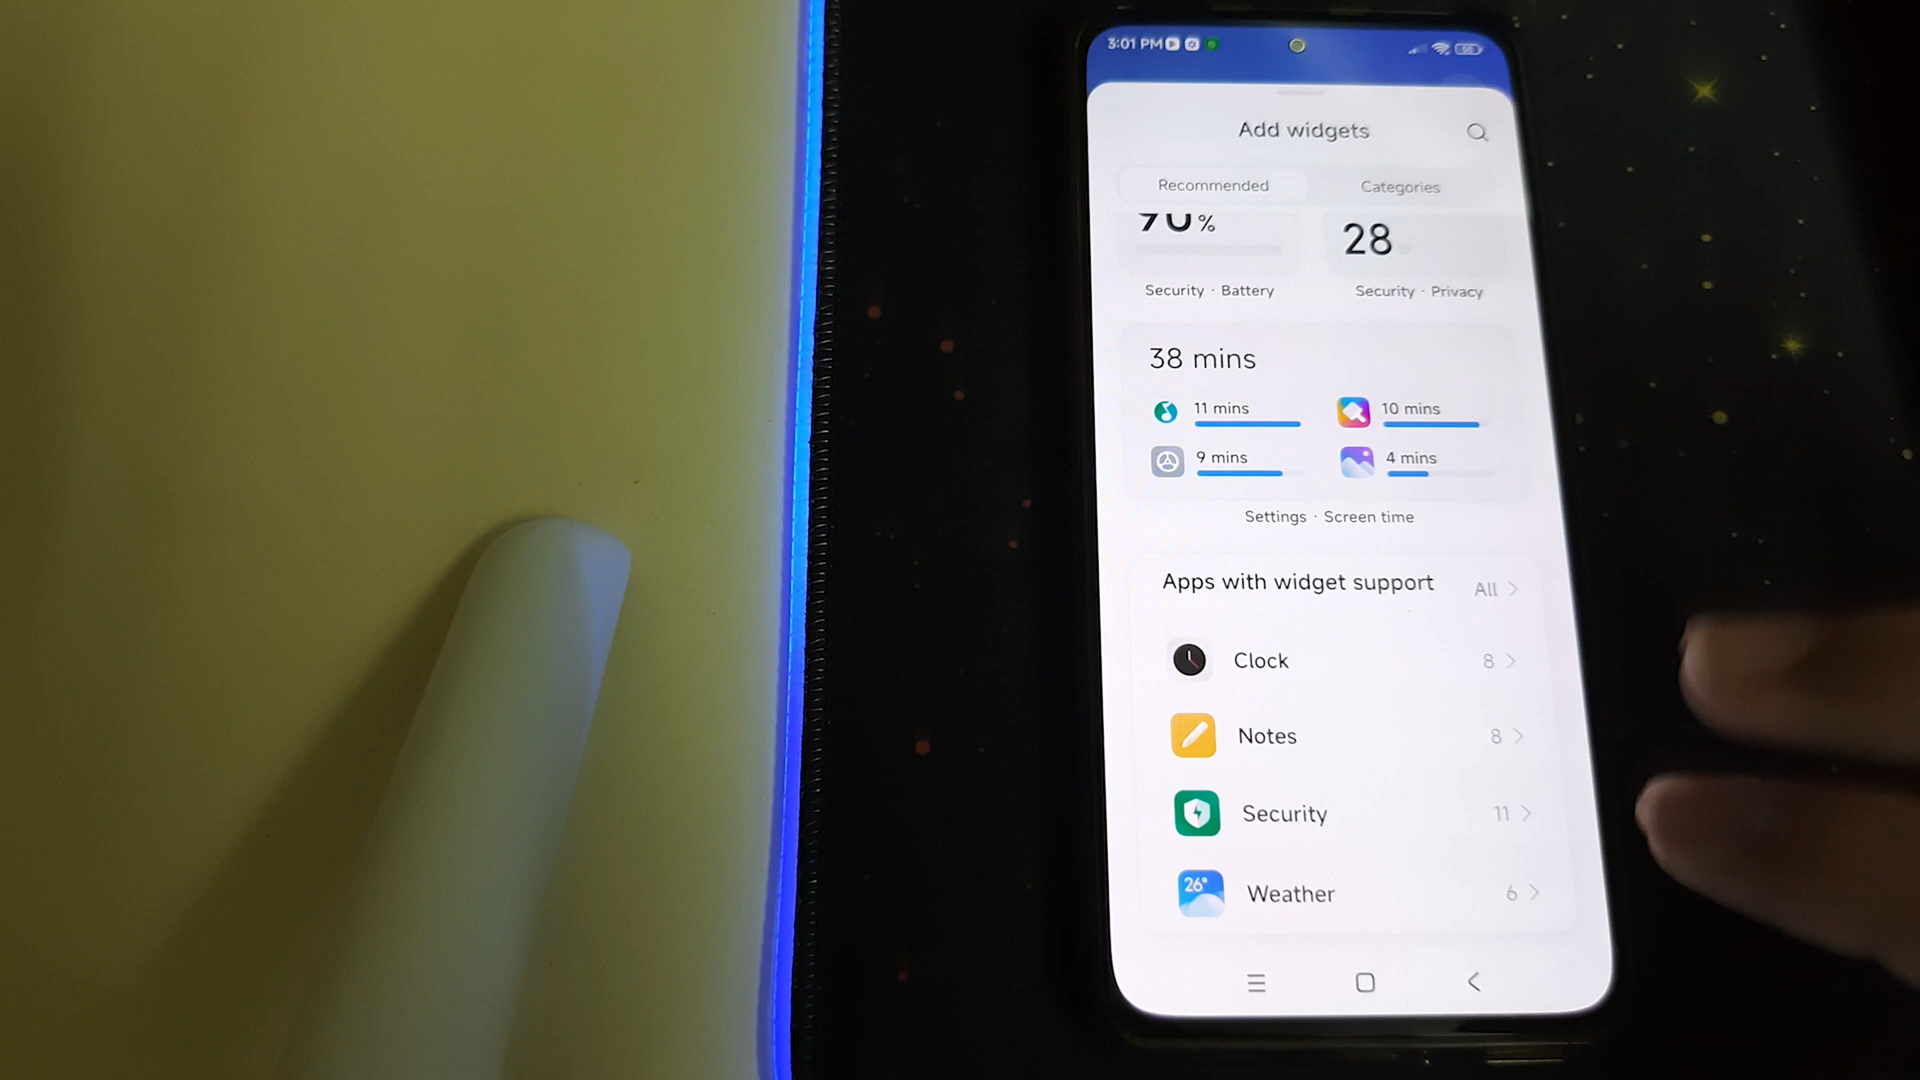 3:01 PM
Add widgets
Recommended
Categories
%
28
Security · Battery
Security · Privacy
38 mins
11 mins
10 mins
9 mins
4 mins
Settings · Screen time
Apps with widget support
All
Clock
8
Notes
8
Security
11
26°
Weather
6